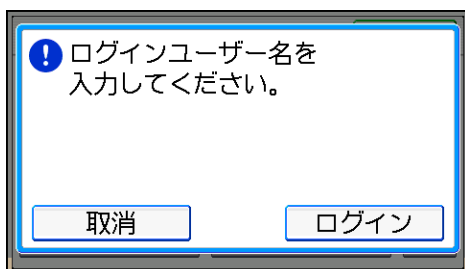 ログインユーザー名を
入力してください。
取消
ログイン